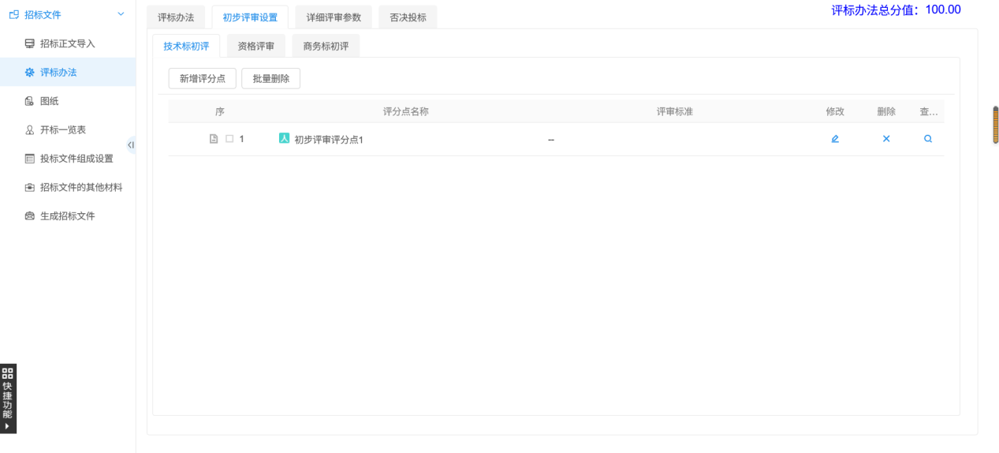 招标文件
招标正文导入
评标办法
图纸
开标一览表
投标文件组成设置
招标文件的其他材料
生成招标文件
快捷功能
评标办法 初步评审设置 详细评审参数 否决投标
评标办法总分值：100.00
技术标初评 资格评审 商务标初评
新增评分点 批量删除
序 评分点名称 评审标准 修改 删除 查...
1 人 初步评审评分点1 --